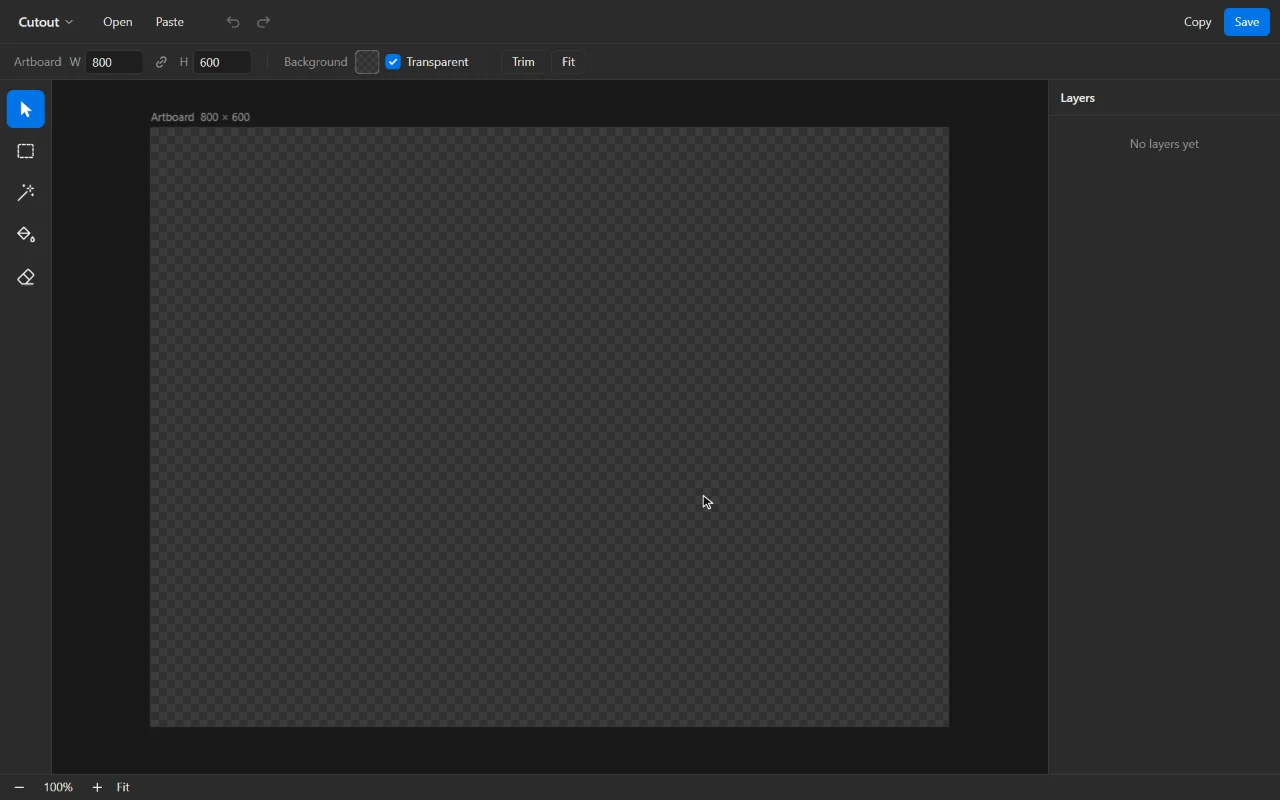 Cutout Open Paste Copy Save
Artboard W 800 H 600 Background Transparent Trim Fit
Artboard 800 × 600
Layers
No layers yet
100% Fit